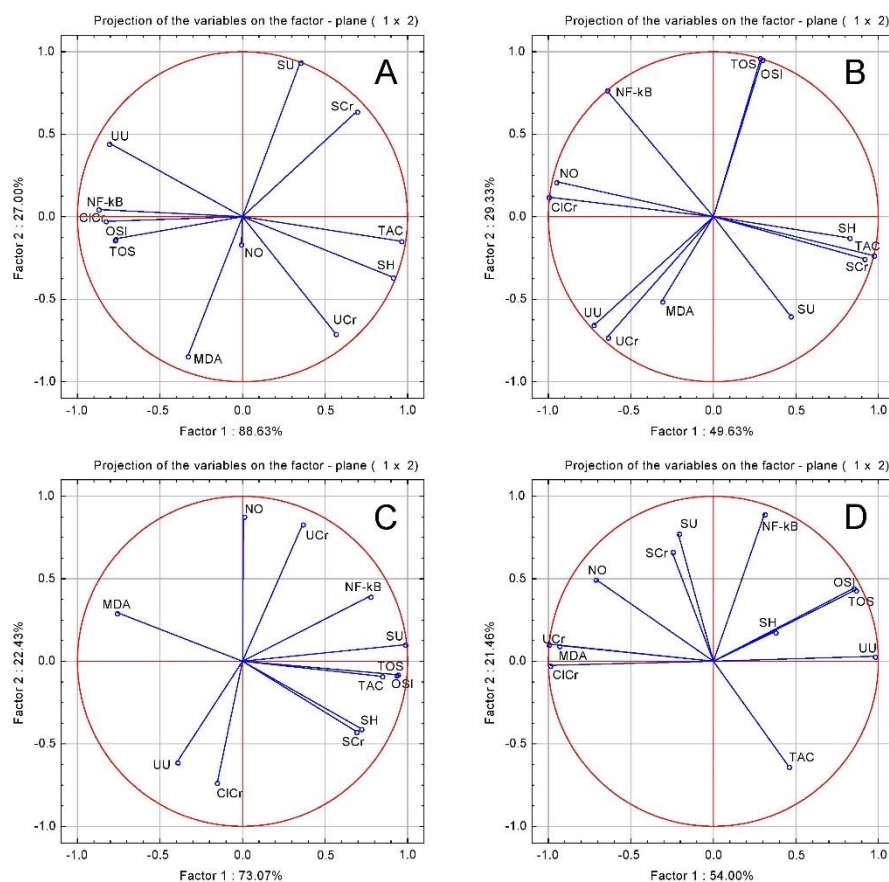 Projection of the variables on the factor - plane (  1 x  2)
A
SU
SCr
UU
NF-kB
ClCr
OSI
TOS
NO
TAC
SH
UCr
MDA
1.0
0.5
0.0
-0.5
-1.0
Factor 2 : 27.00%
-1.0
-0.5
0.0
0.5
1.0
Factor 1 : 88.63%
Projection of the variables on the factor - plane (  1 x  2)
B
TOS
OSI
NF-kB
NO
ClCr
SH
TAC
SCr
UU
MDA
SU
UCr
1.0
0.5
0.0
-0.5
-1.0
Factor 2 : 29.33%
-1.0
-0.5
0.0
0.5
1.0
Factor 1 : 49.63%
Projection of the variables on the factor - plane (  1 x  2)
C
NO
UCr
NF-kB
MDA
SU
TOS
TAC
OSI
SH
SCr
UU
ClCr
1.0
0.5
0.0
-0.5
-1.0
Factor 2 : 22.43%
-1.0
-0.5
0.0
0.5
1.0
Factor 1 : 73.07%
Projection of the variables on the factor - plane (  1 x  2)
D
SU
NF-kB
SCr
NO
OSI
TOS
SH
UCr
MDA
UU
ClCr
TAC
1.0
0.5
0.0
-0.5
-1.0
Factor 2 : 21.46%
-1.0
-0.5
0.0
0.5
1.0
Factor 1 : 54.00%